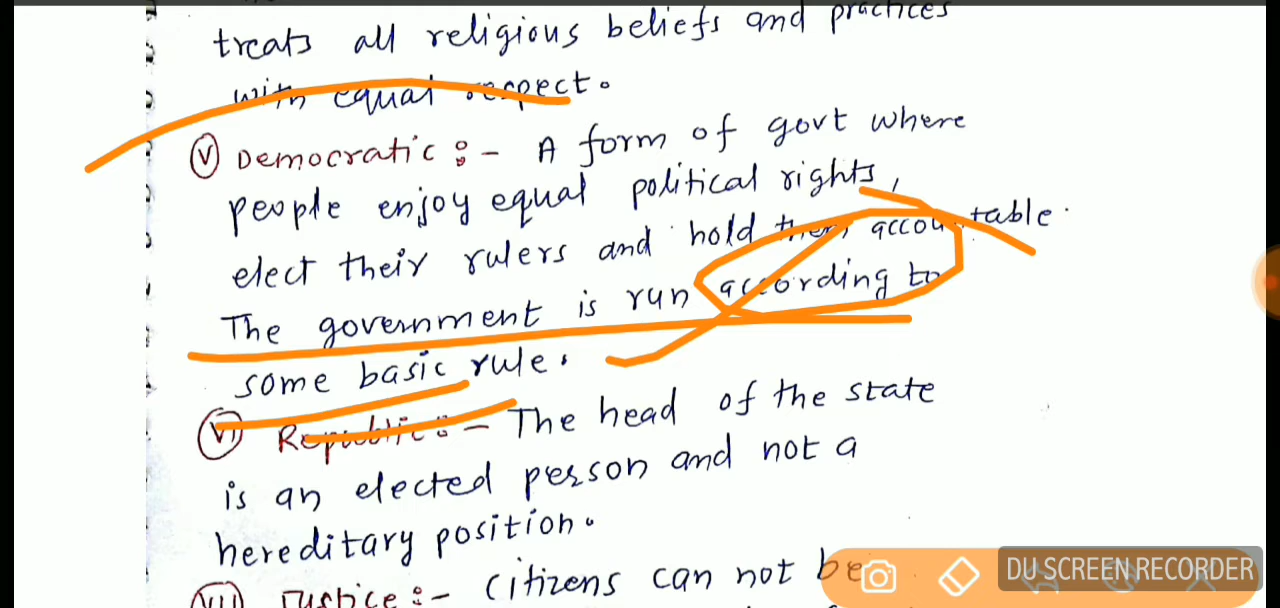 treats all religious beliefs and practices
with equal respect.
(V) Democratic :- A form of govt where
people enjoy equal political rights,
elect their rulers and hold them accountable.
The government is run according to
some basic rule.
(VI) Republic :- The head of the state
is an elected person and not a
hereditary position.
(VII) Justice :- Citizens can not be
DU SCREEN RECORDER